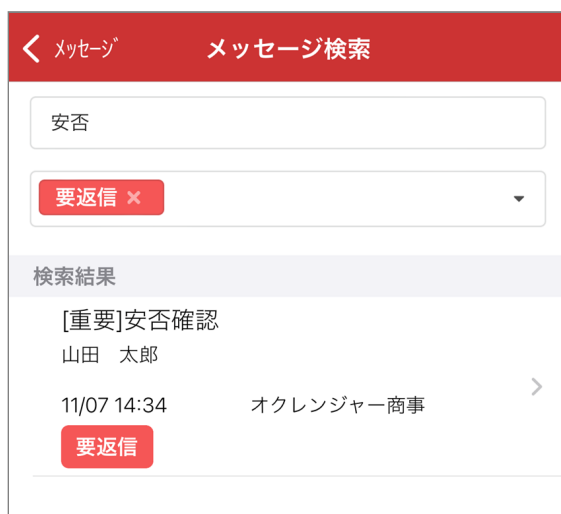 メッセージ メッセージ検索
安否
要返信 ×
検索結果
[重要]安否確認
山田　太郎
11/07 14:34 オクレンジャー商事
要返信